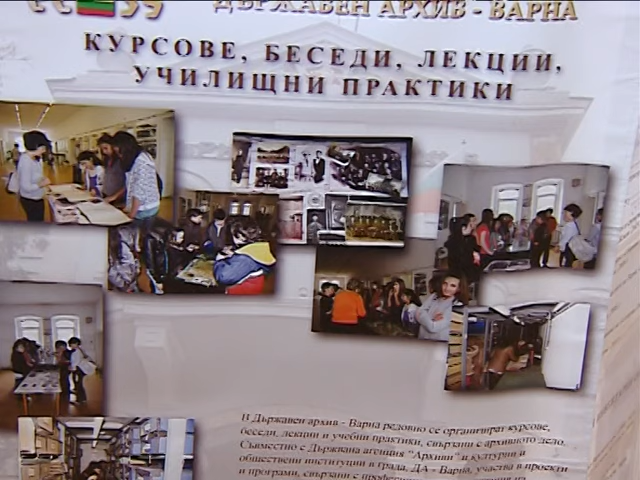 ДЪРЖАВЕН АРХИВ - ВАРНА
КУРСОВЕ, БЕСЕДИ, ЛЕКЦИИ,
УЧИЛИЩНИ ПРАКТИКИ
В Държавен архив - Варна редовно се организират курсове,
беседи, лекции и учебни практики, свързани с архивното дело.
Съвместно с Държавна агенция "Архиви" и културни и
обществени институции в града, ДА - Варна, участва в проекти
и програми, свързани с